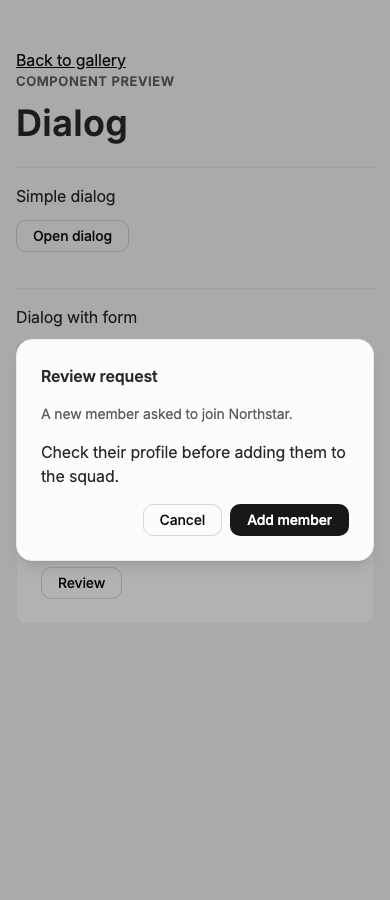 Back to gallery
COMPONENT PREVIEW
Dialog
Simple dialog
Open dialog
Dialog with form
Review request
A new member asked to join Northstar.
Check their profile before adding them to
the squad.
Cancel
Add member
Review